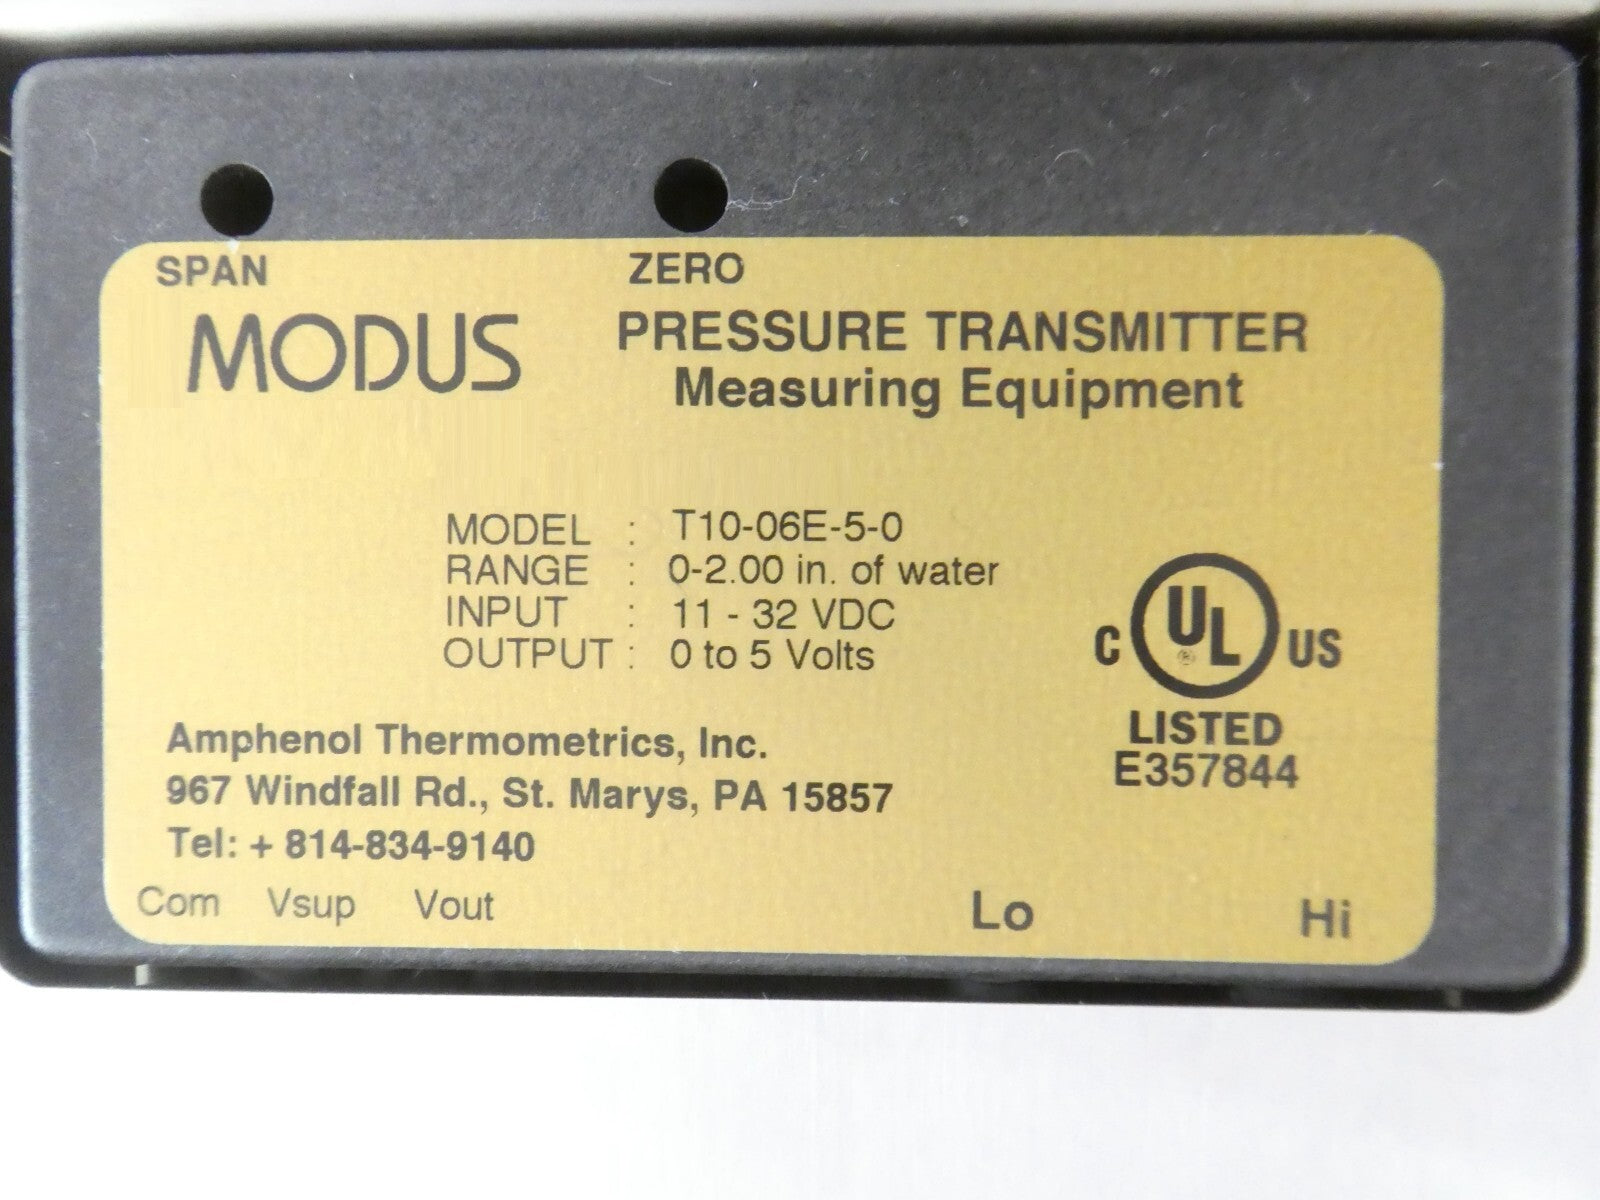 SPAN ZERO
MODUS PRESSURE TRANSMITTER
Measuring Equipment
MODEL : T10-06E-5-0
RANGE : 0-2.00 in. of water
INPUT : 11 - 32 VDC
OUTPUT : 0 to 5 Volts
C UL ® US
LISTED
E357844
Amphenol Thermometrics, Inc.
967 Windfall Rd., St. Marys, PA 15857
Tel: + 814-834-9140
Com Vsup Vout Lo Hi